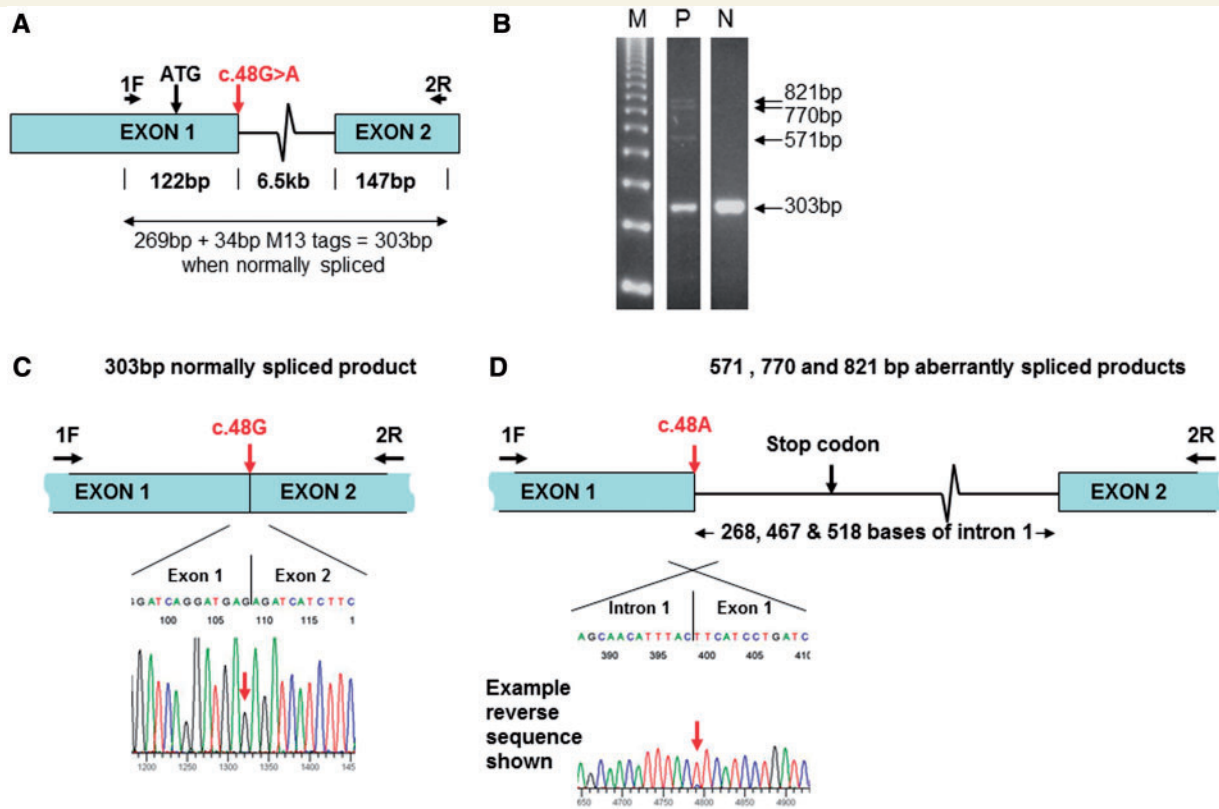 A
1F
ATG
c.48G>A
2R
EXON 1
EXON 2
122bp
6.5kb
147bp
269bp + 34bp M13 tags = 303bp
when normally spliced
B
M P N
821bp
770bp
571bp
303bp
C
303bp normally spliced product
c.48G
1F
2R
EXON 1
EXON 2
Exon 1
Exon 2
GATCAGGATGAGAGATCATCTTC
100 105 110 115 1
1200 1250 1300 1350 1400 145
D
571 , 770 and 821 bp aberrantly spliced products
c.48A
1F
Stop codon
2R
EXON 1
EXON 2
268, 467 & 518 bases of intron 1
Intron 1
Exon 1
AGCAACATTTACTTCATCCTGATC
390 395 400 405 410
Example
reverse
sequence
shown
650 4700 4750 4800 4850 4900